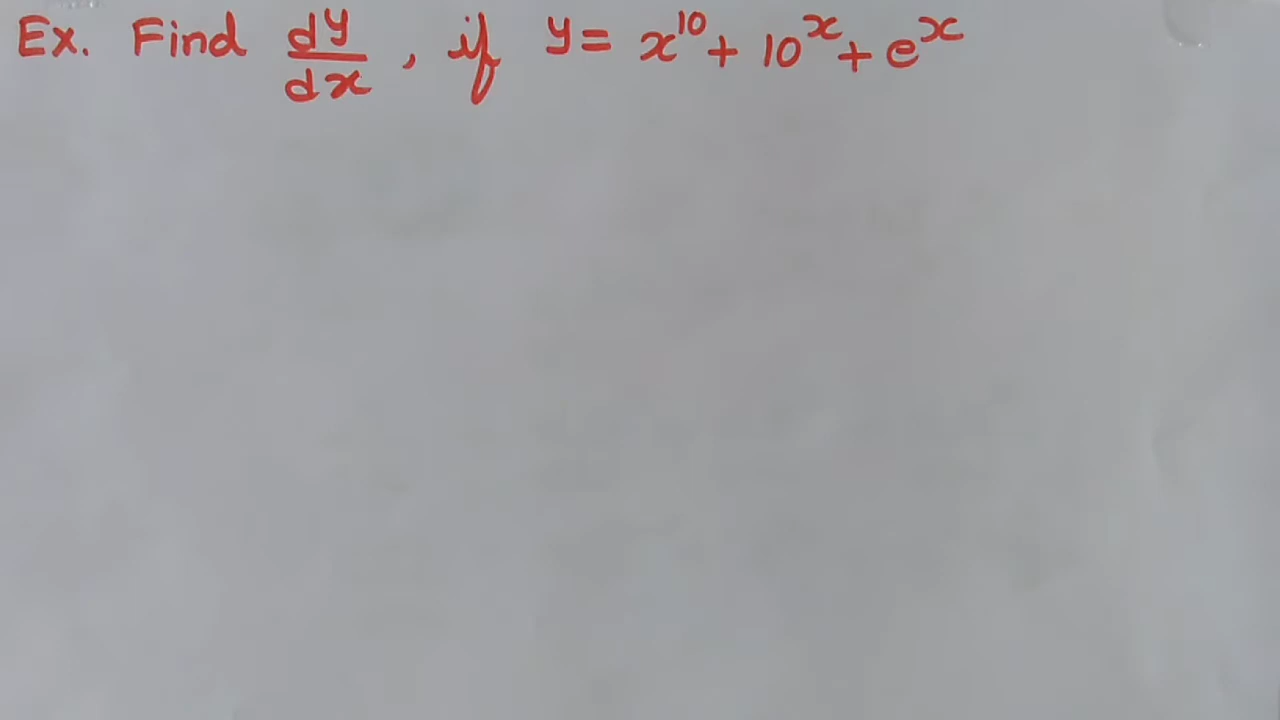 Ex. Find dy/dx, if y = x^10 + 10^x + e^x